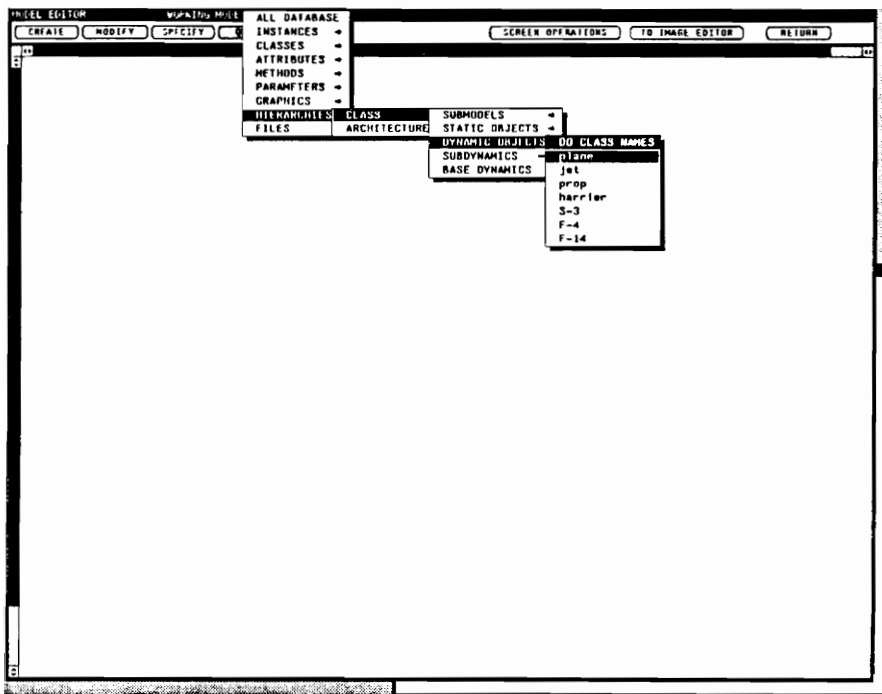 MODEL EDITOR WORKING MODE
CREATE MODIFY SPECIFY
SCREEN OPERATIONS TO IMAGE EDITOR RETURN
ALL DATABASE
INSTANCES
CLASSES
ATTRIBUTES
METHODS
PARAMETERS
GRAPHICS
HIERARCHIES
FILES
CLASS
ARCHITECTURE
SUBMODELS
STATIC OBJECTS
DYNAMIC OBJECTS
SUBDYNAMICS
BASE DYNAMICS
DO CLASS NAMES
plane
jet
prop
harrier
S-3
F-4
F-14